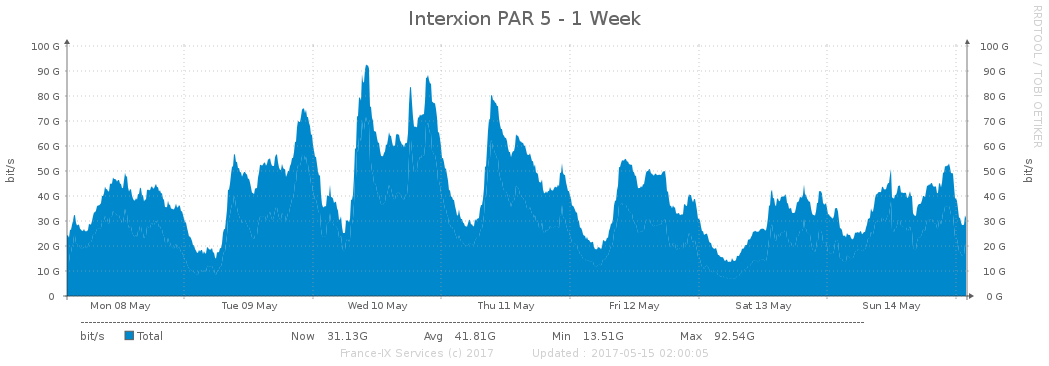 Interxion PAR 5 - 1 Week
RRDTOOL / TOBI OETIKER
bit/s
100 G
90 G
80 G
70 G
60 G
50 G
40 G
30 G
20 G
10 G
0
100 G
90 G
80 G
70 G
60 G
50 G
40 G
30 G
20 G
10 G
0 G
bit/s
Mon 08 May Tue 09 May Wed 10 May Thu 11 May Fri 12 May Sat 13 May Sun 14 May
bit/s Total Now 31.13G Avg 41.81G Min 13.51G Max 92.54G
France-IX Services (c) 2017 Updated : 2017-05-15 02:00:05